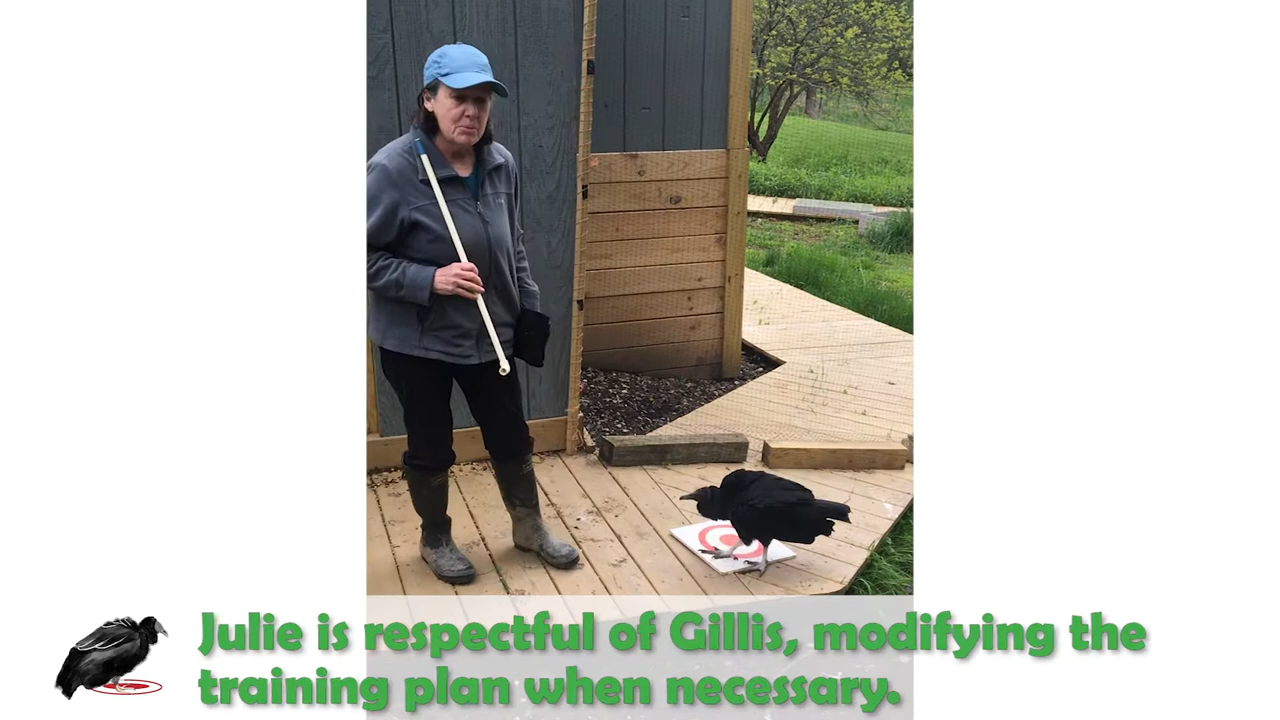 Julie is respectful of Gillis, modifying the
training plan when necessary.